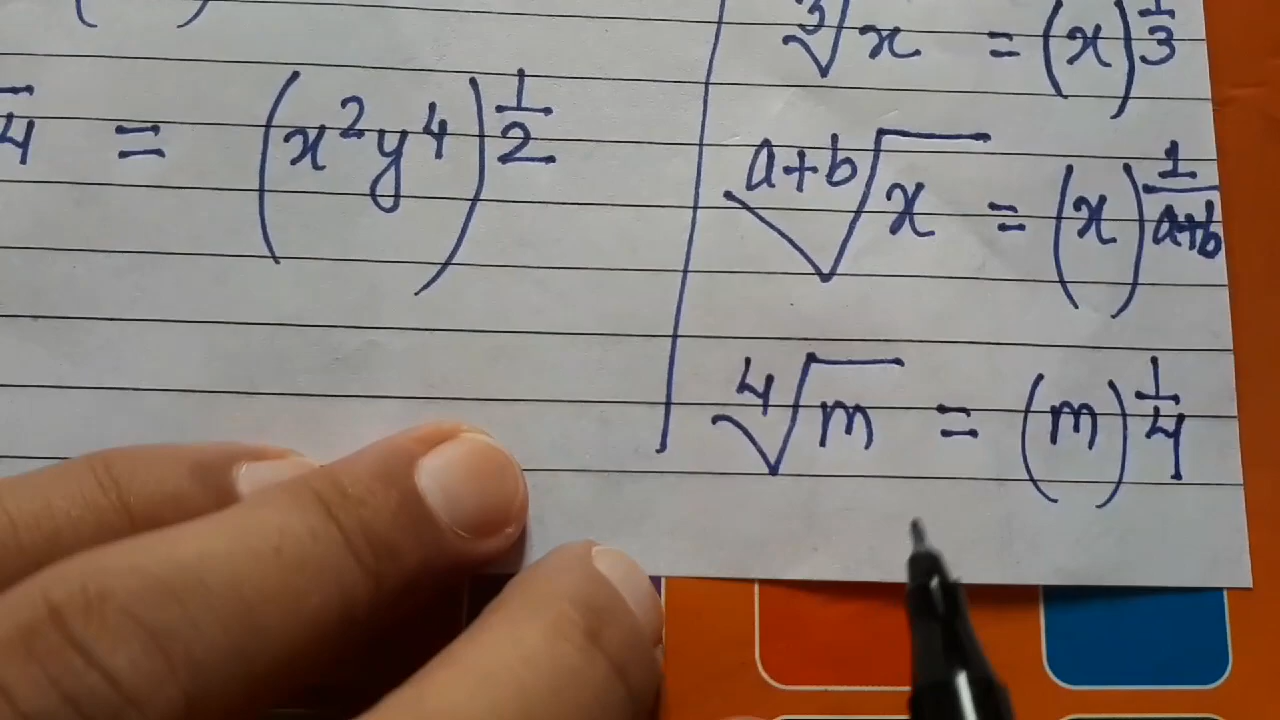 4 = (x²y⁴)^(1/2)
∛x = (x)^(1/3)
ᵃ⁺ᵇ√x = (x)^(1/(a+b))
⁴√m = (m)^(1/4)